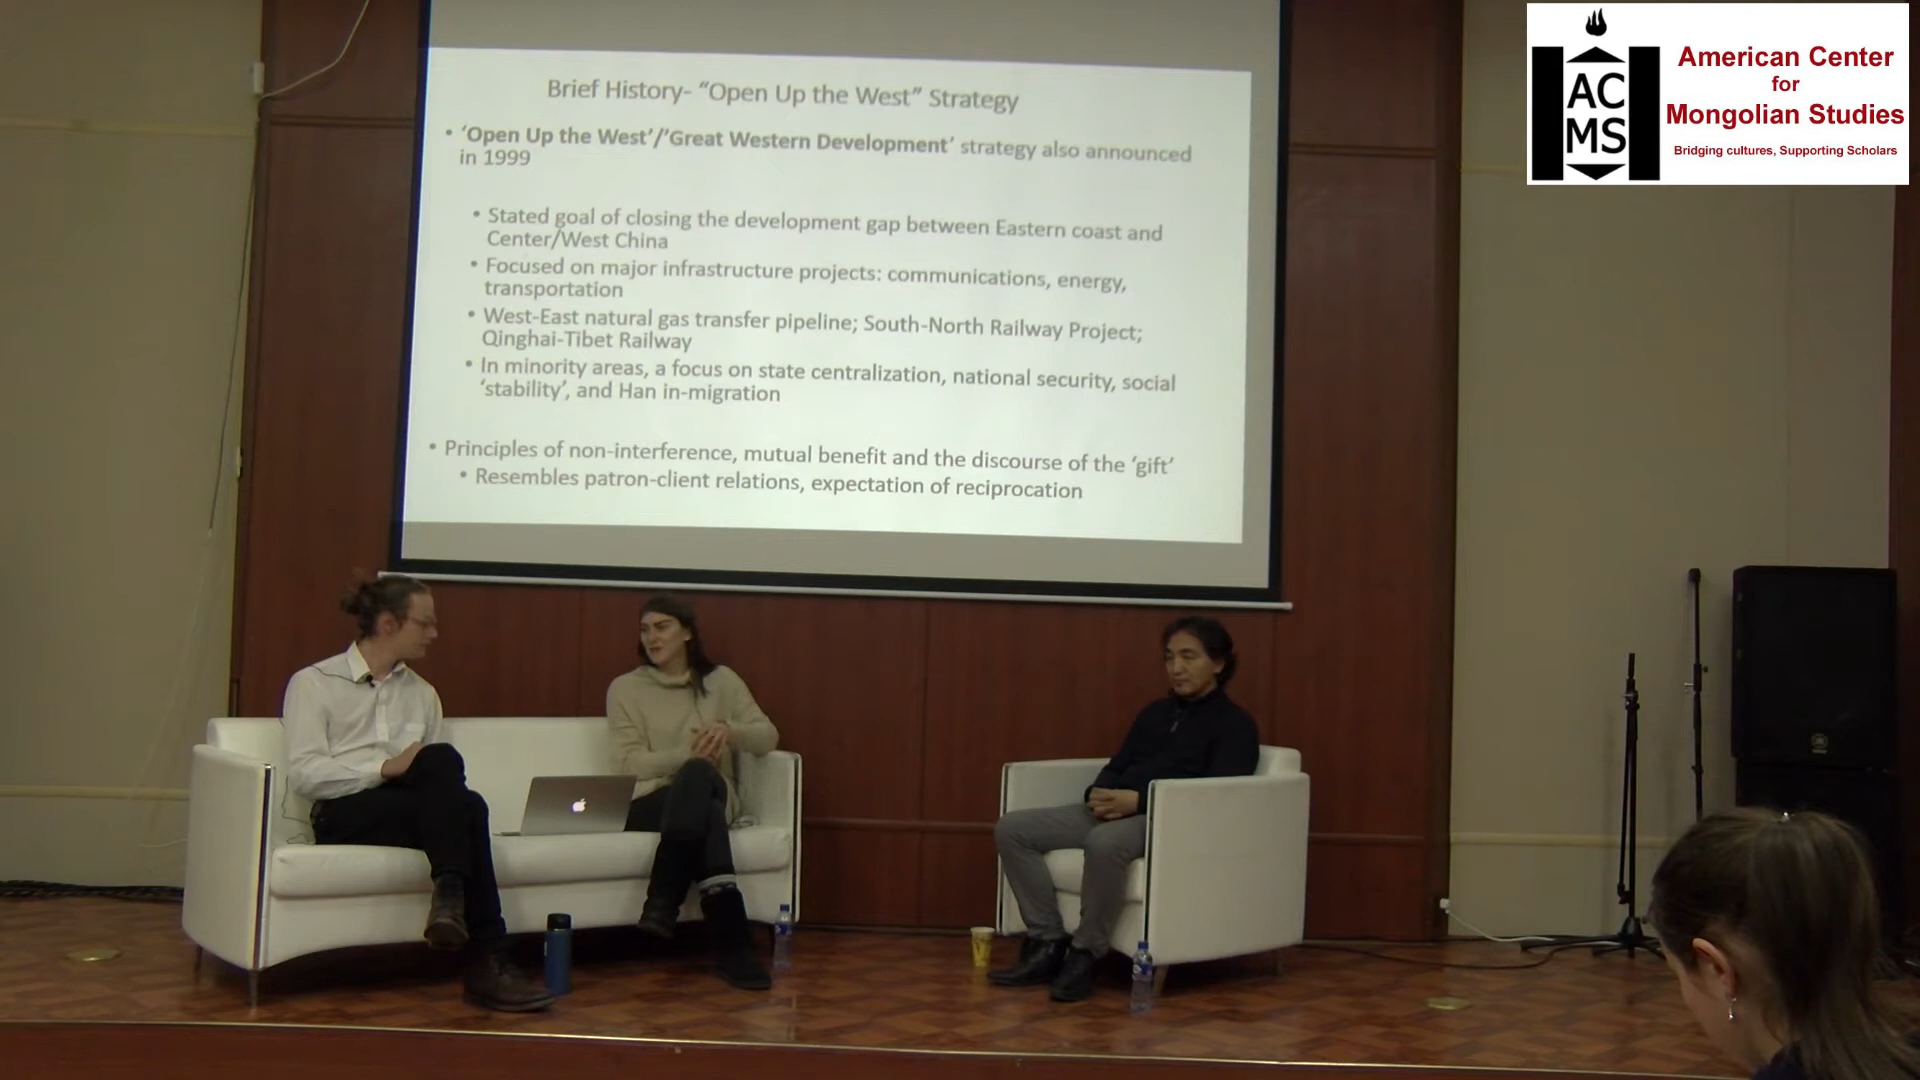 Brief History- “Open Up the West” Strategy
• ‘Open Up the West’/’Great Western Development’ strategy also announced
in 1999
• Stated goal of closing the development gap between Eastern coast and
Center/West China
• Focused on major infrastructure projects: communications, energy,
transportation
• West-East natural gas transfer pipeline; South-North Railway Project;
Qinghai-Tibet Railway
• In minority areas, a focus on state centralization, national security, social
‘stability’, and Han in-migration
• Principles of non-interference, mutual benefit and the discourse of the ‘gift’
• Resembles patron-client relations, expectation of reciprocation
AC
MS
American Center
for
Mongolian Studies
Bridging cultures, Supporting Scholars